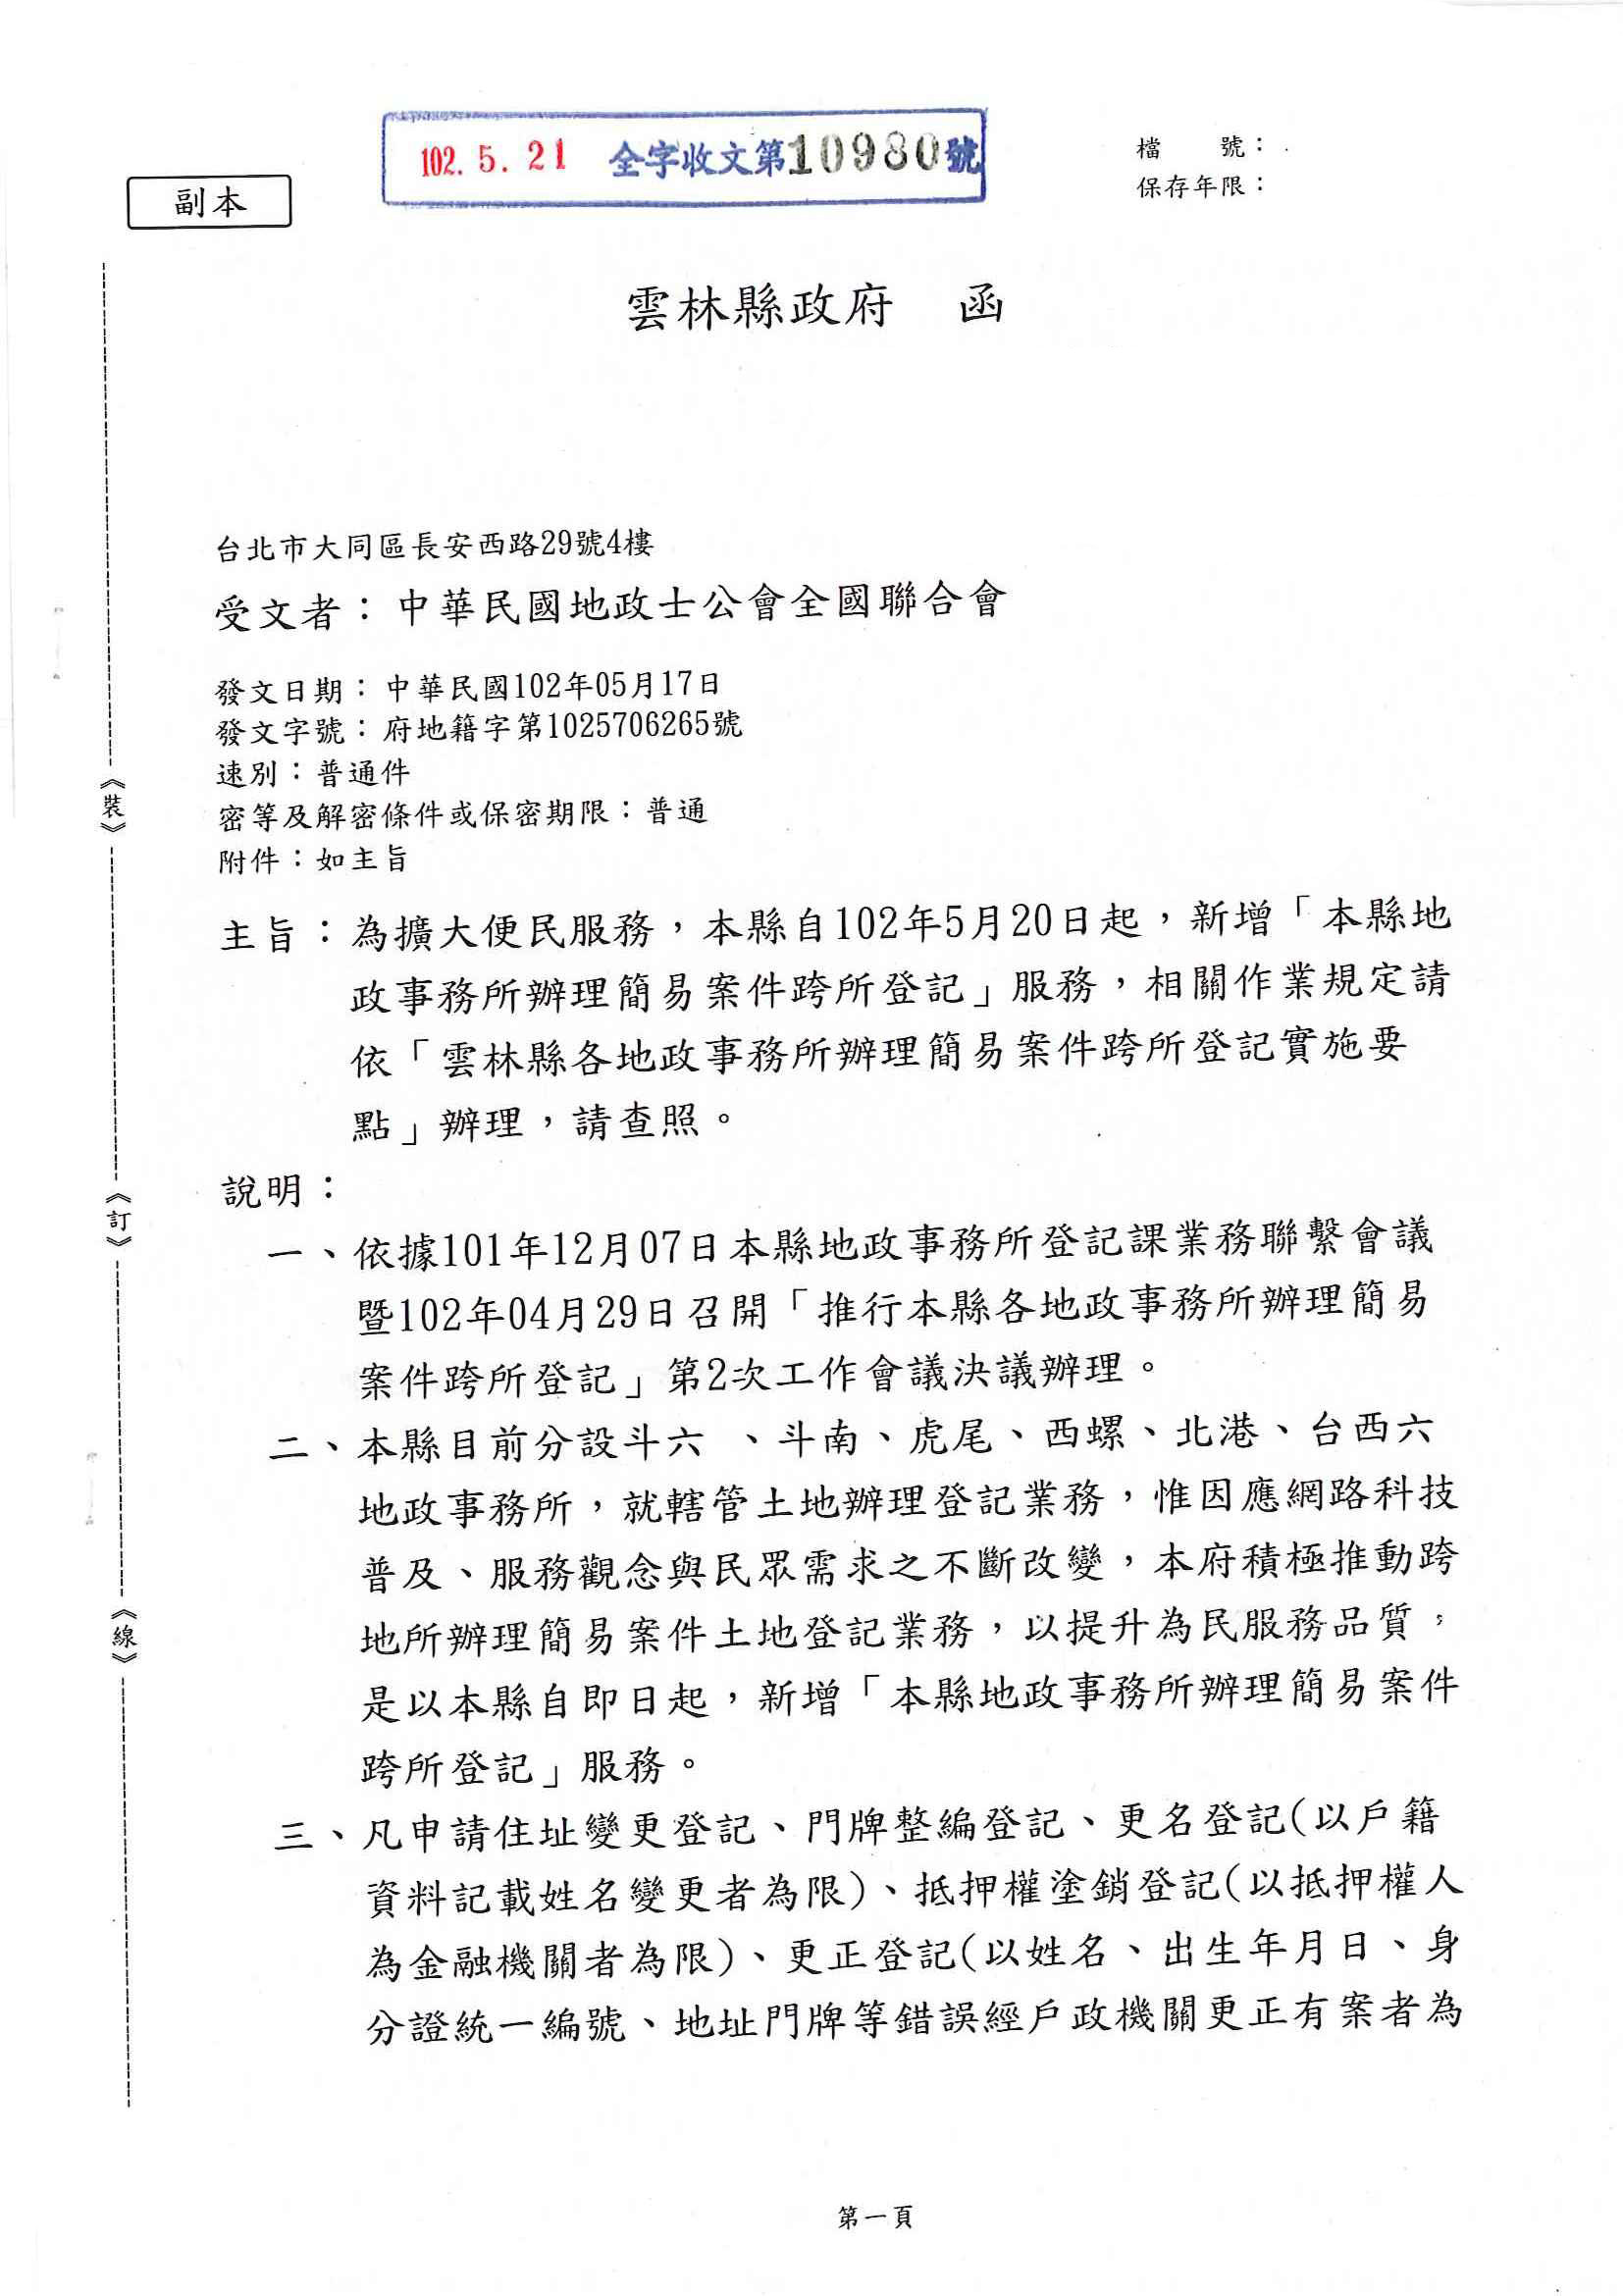 102. 5. 21 全字收文第10980號
檔　　號：
保存年限：
副本
雲林縣政府　函
台北市大同區長安西路29號4樓
受文者：中華民國地政士公會全國聯合會
發文日期：中華民國102年05月17日
發文字號：府地籍字第1025706265號
速別：普通件
密等及解密條件或保密期限：普通
附件：如主旨
主旨：為擴大便民服務，本縣自102年5月20日起，新增「本縣地
政事務所辦理簡易案件跨所登記」服務，相關作業規定請
依「雲林縣各地政事務所辦理簡易案件跨所登記實施要
點」辦理，請查照。
說明：
一、依據101年12月07日本縣地政事務所登記課業務聯繫會議
暨102年04月29日召開「推行本縣各地政事務所辦理簡易
案件跨所登記」第2次工作會議決議辦理。
二、本縣目前分設斗六 、斗南、虎尾、西螺、北港、台西六
地政事務所，就轄管土地辦理登記業務，惟因應網路科技
普及、服務觀念與民眾需求之不斷改變，本府積極推動跨
地所辦理簡易案件土地登記業務，以提升為民服務品質，
是以本縣自即日起，新增「本縣地政事務所辦理簡易案件
跨所登記」服務。
三、凡申請住址變更登記、門牌整編登記、更名登記(以戶籍
資料記載姓名變更者為限)、抵押權塗銷登記(以抵押權人
為金融機關者為限)、更正登記(以姓名、出生年月日、身
分證統一編號、地址門牌等錯誤經戶政機關更正有案者為
《裝》
《訂》
《線》
第一頁